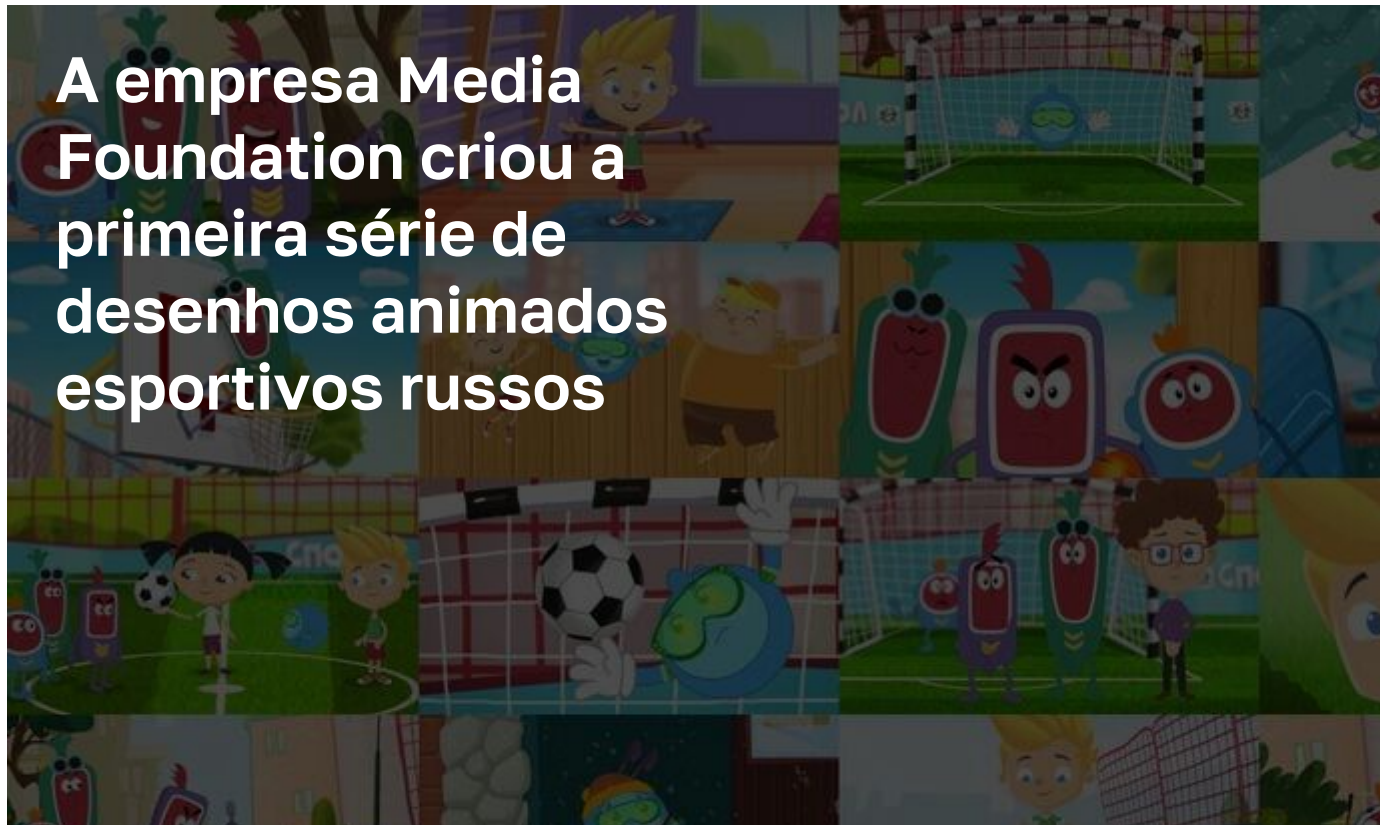 A empresa Media
Foundation criou a
primeira série de
desenhos animados
esportivos russos